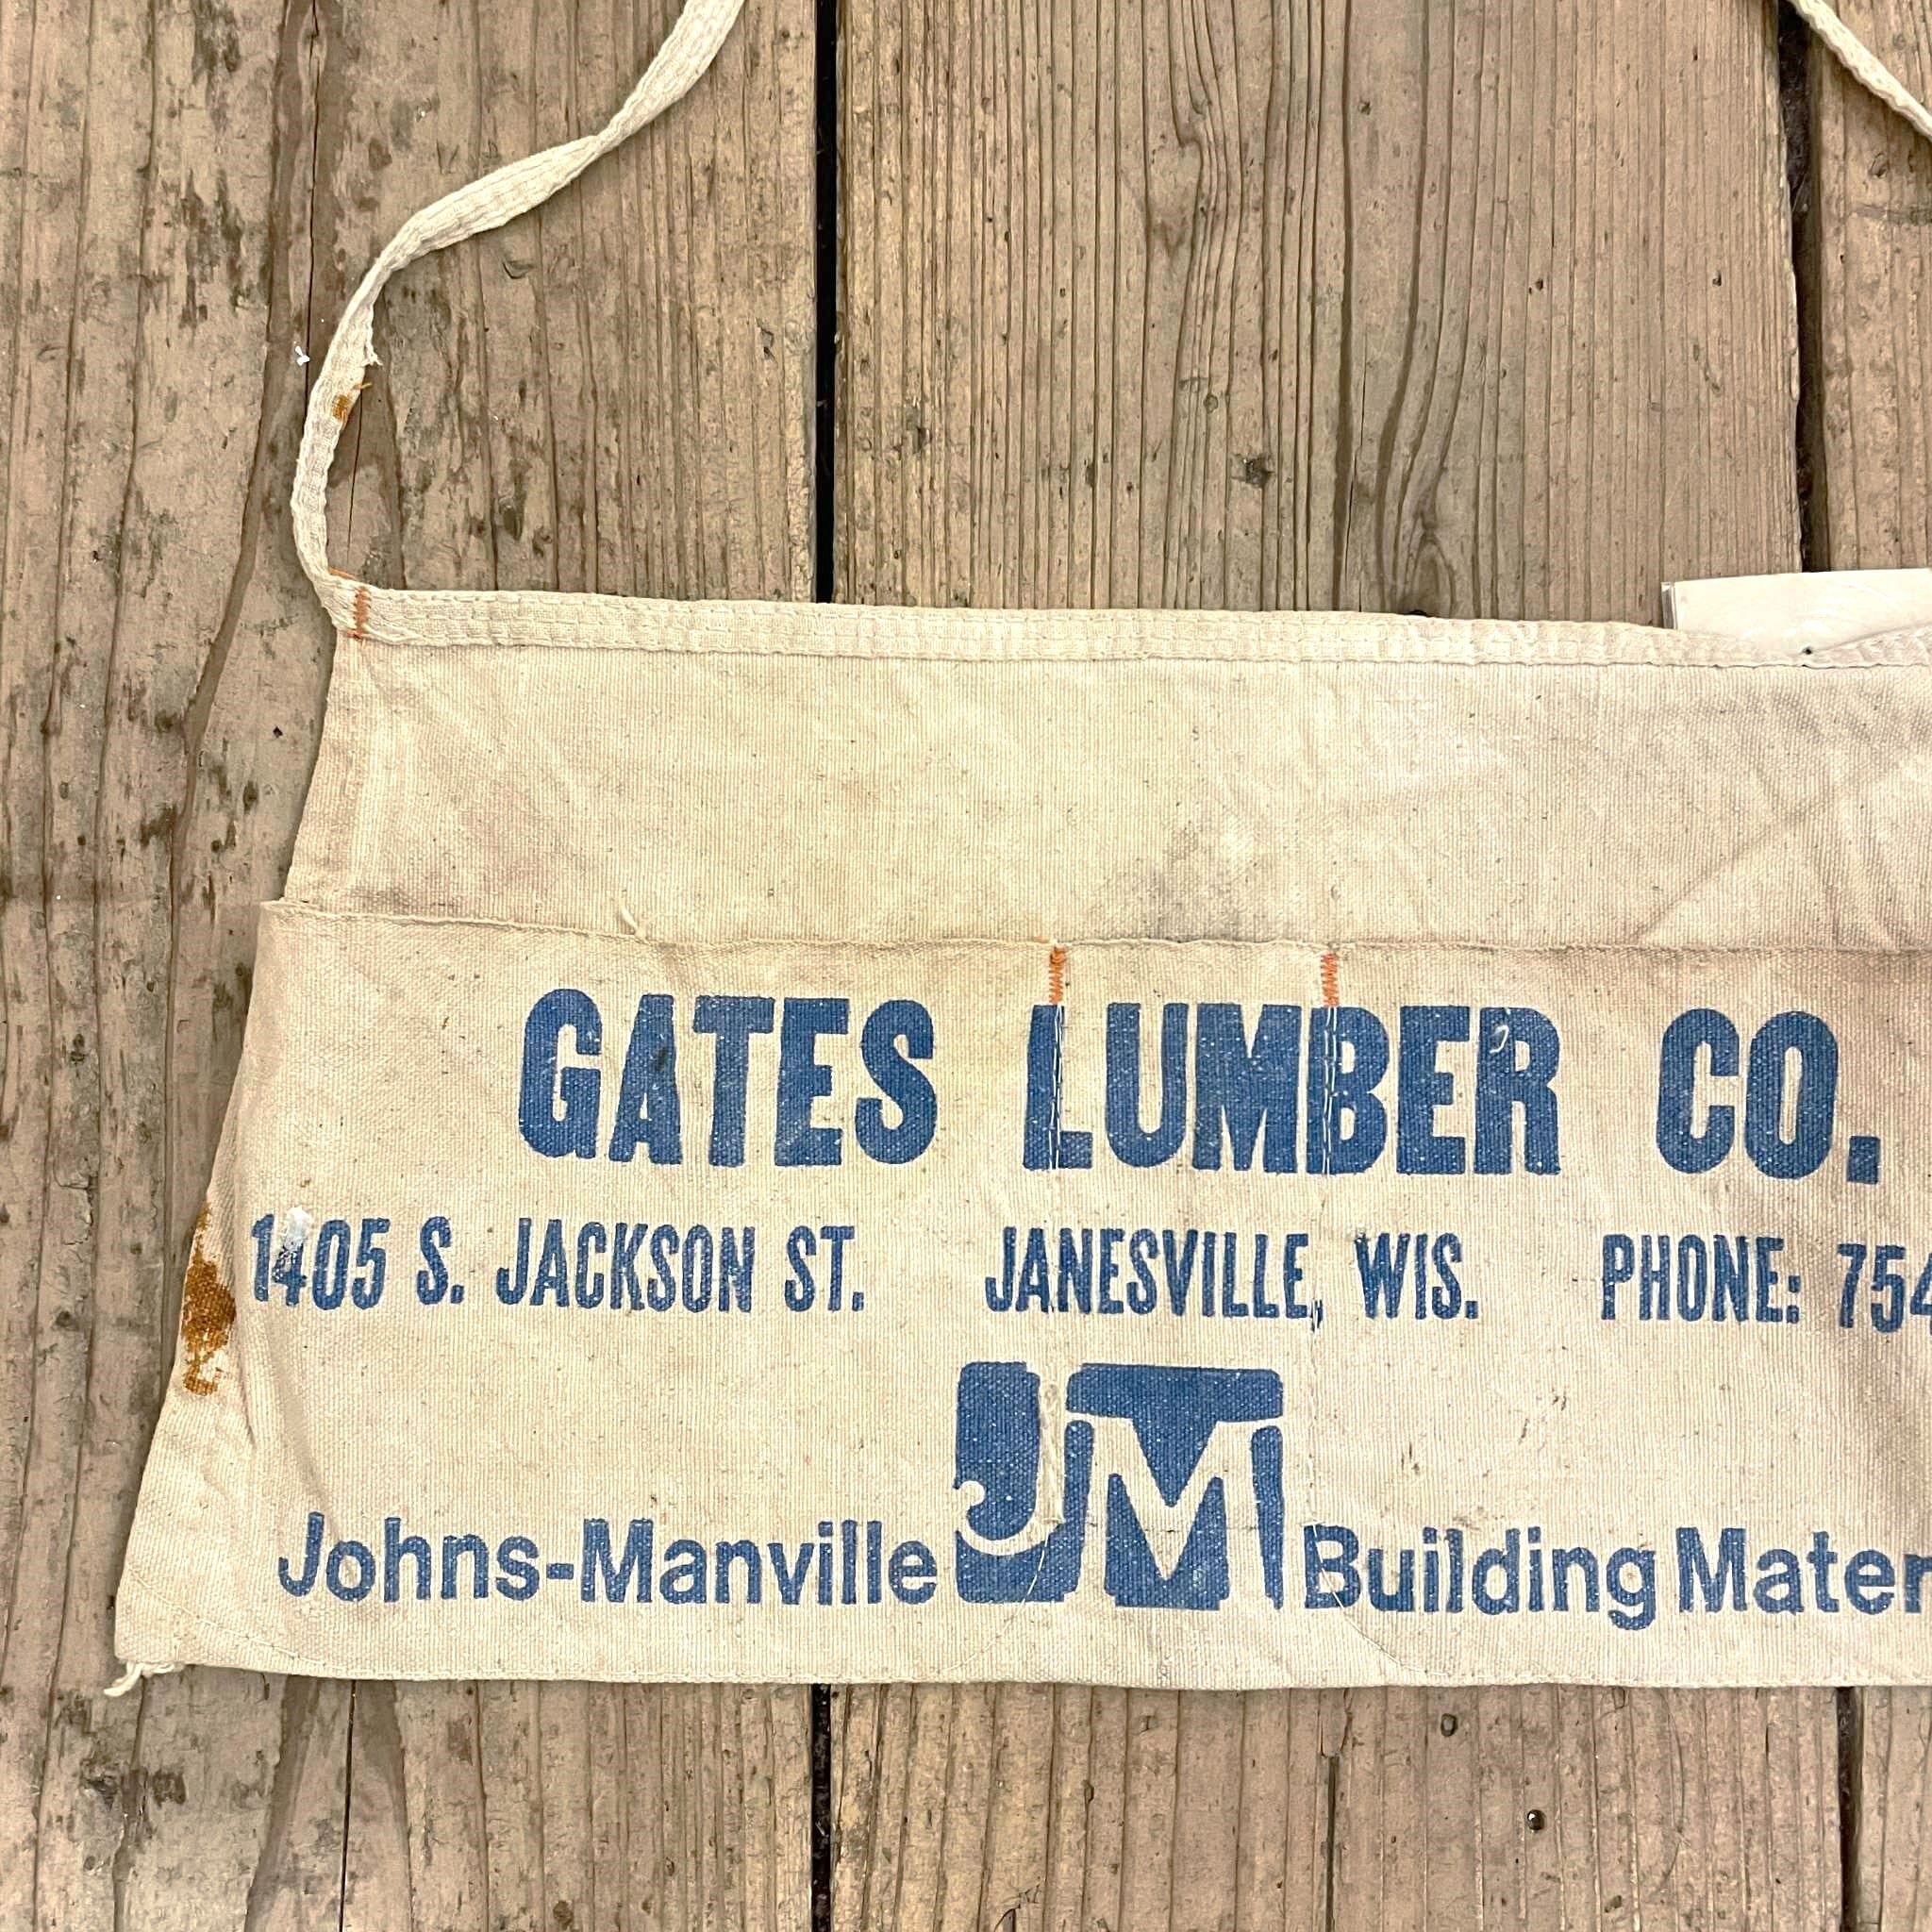 GATES LUMBER CO.
1405 S. JACKSON ST. JANESVILLE, WIS. PHONE: 754
JM
Johns-Manville Building Mater